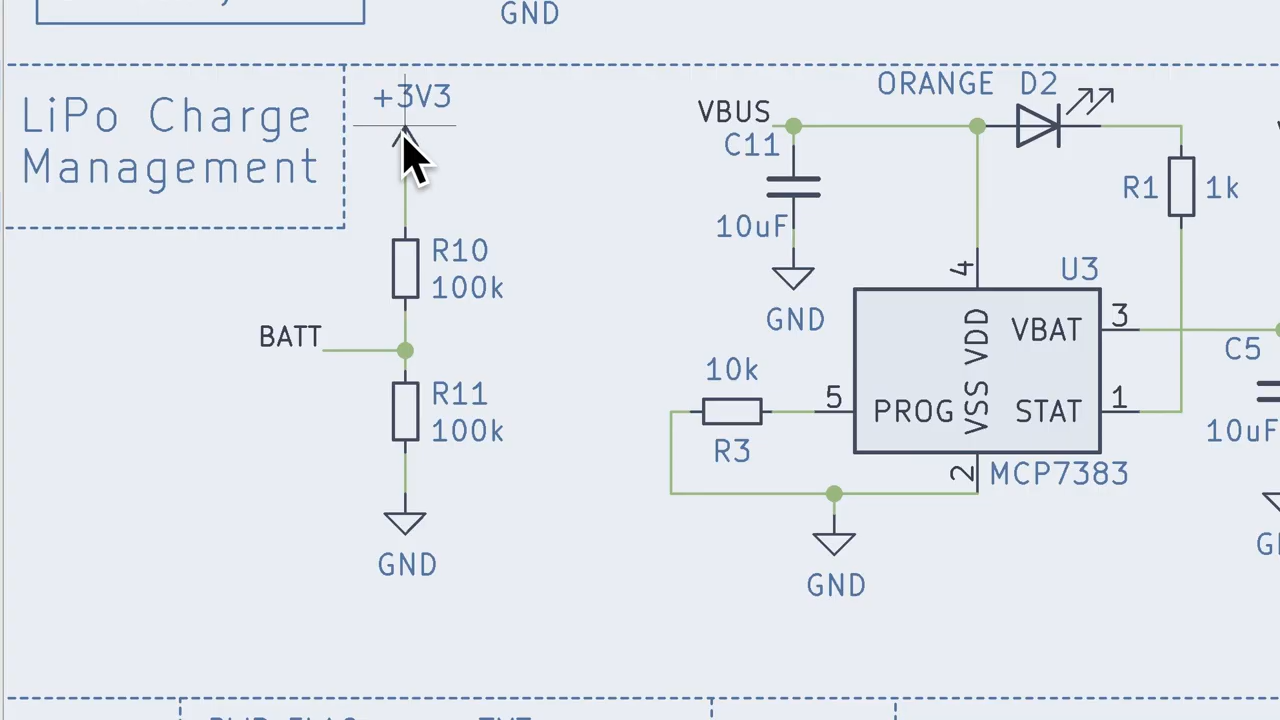 GND
LiPo Charge
Management
+3V3
R10
100k
BATT
R11
100k
GND
VBUS
C11
10uF
GND
ORANGE D2
R1 1k
4
U3
VDD
VBAT 3
10k
5
PROG
VSS
STAT 1
R3
2
MCP7383
GND
C5
10uF